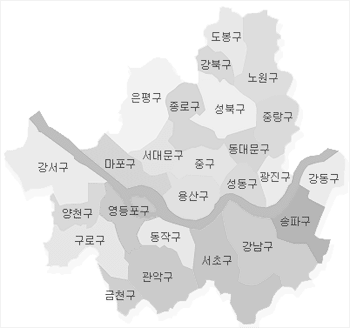 도봉구
강북구
노원구
은평구
종로구
성북구
중랑구
동대문구
서대문구
마포구
중구
강서구
성동구
광진구
강동구
용산구
양천구
영등포구
송파구
동작구
구로구
강남구
서초구
관악구
금천구